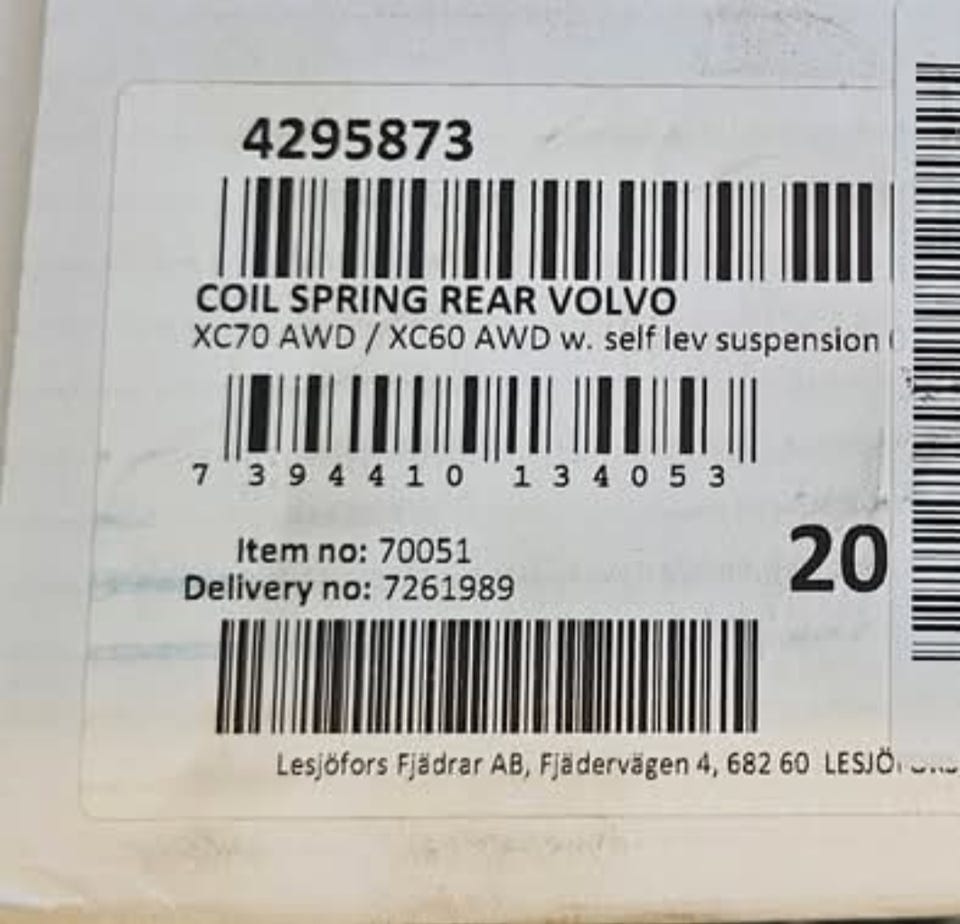 4295873
COIL SPRING REAR VOLVO
XC70 AWD / XC60 AWD w. self lev suspension (
7 394410 134053
Item no: 70051
20
Delivery no: 7261989
Lesjöfors Fjädrar AB, Fjädervägen 4, 682 60 LESJÖ